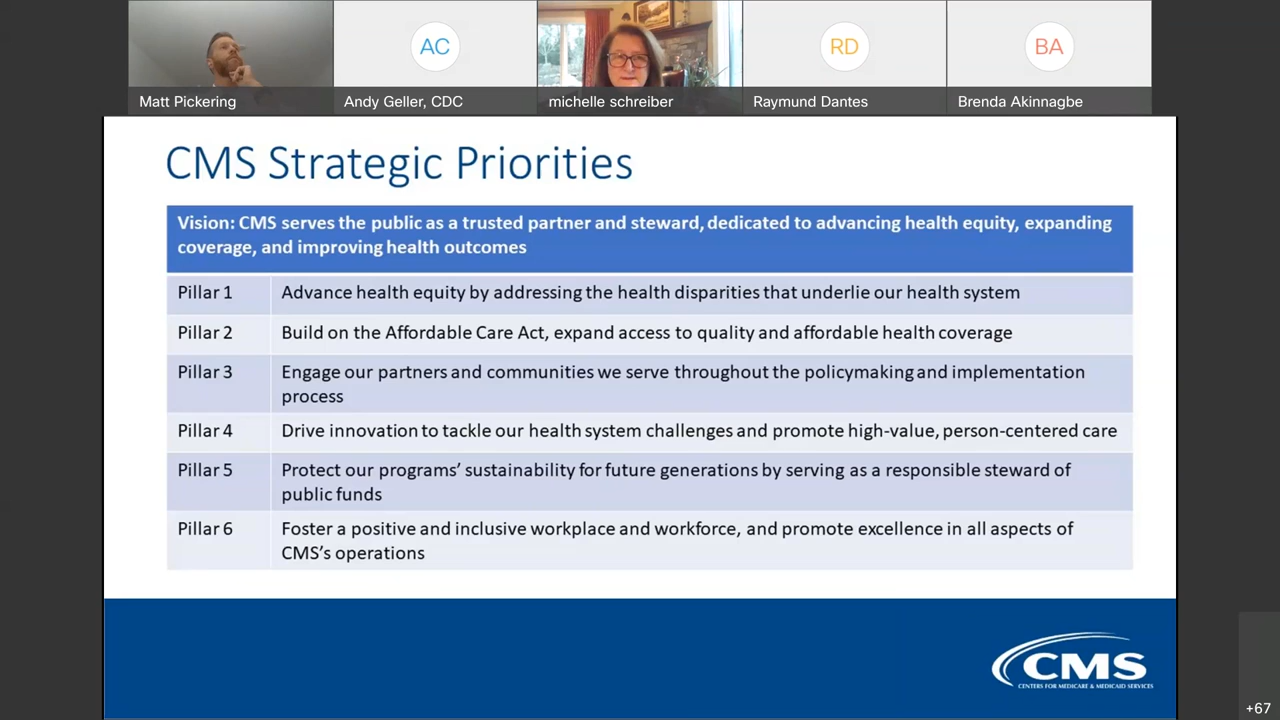 AC
RD
BA
Matt Pickering
Andy Geller, CDC
michelle schreiber
Raymund Dantes
Brenda Akinnagbe
CMS Strategic Priorities
Vision: CMS serves the public as a trusted partner and steward, dedicated to advancing health equity, expanding
coverage, and improving health outcomes
Pillar 1 Advance health equity by addressing the health disparities that underlie our health system
Pillar 2 Build on the Affordable Care Act, expand access to quality and affordable health coverage
Pillar 3 Engage our partners and communities we serve throughout the policymaking and implementation
process
Pillar 4 Drive innovation to tackle our health system challenges and promote high-value, person-centered care
Pillar 5 Protect our programs' sustainability for future generations by serving as a responsible steward of
public funds
Pillar 6 Foster a positive and inclusive workplace and workforce, and promote excellence in all aspects of
CMS's operations
CMS
CENTERS FOR MEDICARE & MEDICAID SERVICES
+67